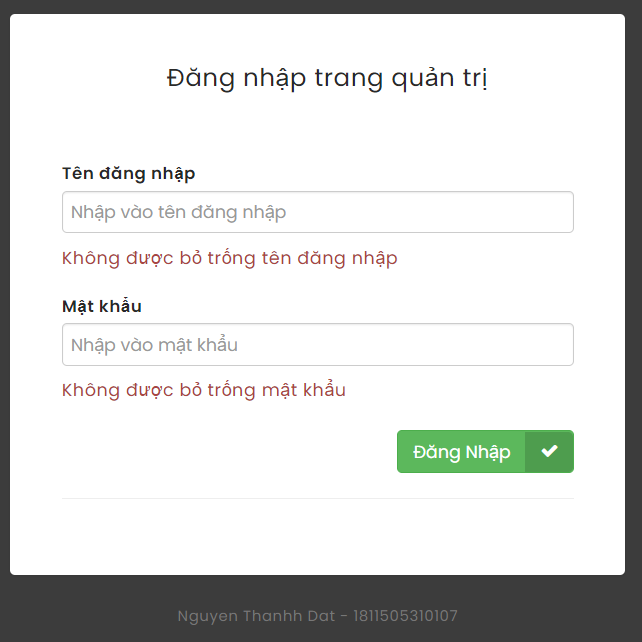 Đăng nhập trang quản trị
Tên đăng nhập
Nhập vào tên đăng nhập
Không được bỏ trống tên đăng nhập
Mật khẩu
Nhập vào mật khẩu
Không được bỏ trống mật khẩu
Đăng Nhập
Nguyen Thanhh Dat - 1811505310107